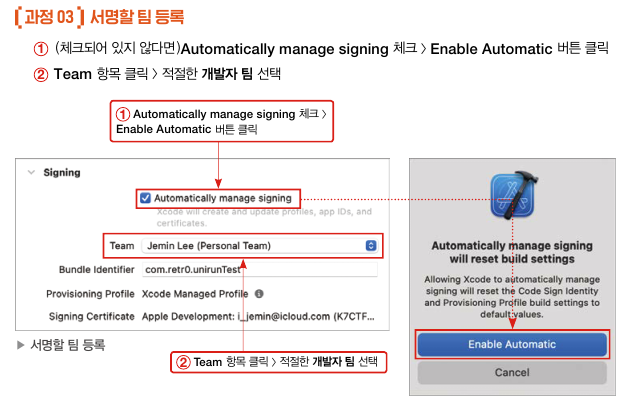 [과정 03] 서명할 팀 등록
① (체크되어 있지 않다면)Automatically manage signing 체크 > Enable Automatic 버튼 클릭
② Team 항목 클릭 > 적절한 개발자 팀 선택
① Automatically manage signing 체크 >
Enable Automatic 버튼 클릭
Signing
Automatically manage signing
Xcode will create and update profiles, app IDs, and
certificates.
Team Jemin Lee (Personal Team)
Bundle Identifier com.retr0.unirunTest
Provisioning Profile Xcode Managed Profile
Signing Certificate Apple Development: i_jemin@icloud.com (K7CTF...
▶ 서명할 팀 등록
② Team 항목 클릭 > 적절한 개발자 팀 선택
Automatically manage signing
will reset build settings
Allowing Xcode to automatically manage
signing will reset the Code Sign Identity
and Provisioning Profile build settings to
default values.
Enable Automatic
Cancel